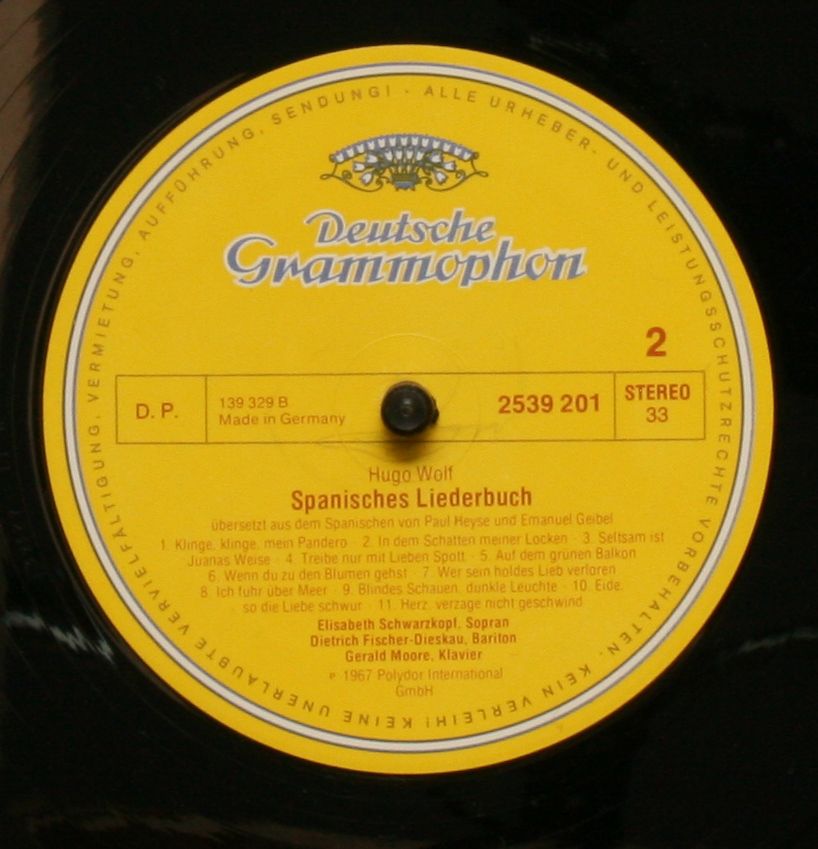 ALLE URHEBER- UND LEISTUNGSSCHUTZRECHTE VORBEHALTEN. KEIN VERLEIH! KEINE UNERLAUBTE VERVIELFÄLTIGUNG, VERMIETUNG, AUFFÜHRUNG, SENDUNG! ·
Deutsche
Grammophon
2
D. P.
139 329 B
Made in Germany
2539 201
STEREO
33
Hugo Wolf
Spanisches Liederbuch
übersetzt aus dem Spanischen von Paul Heyse und Emanuel Geibel
1. Klinge, klinge, mein Pandero · 2. In dem Schatten meiner Locken · 3. Seltsam ist
Juanas Weise · 4. Treibe nur mit Lieben Spott · 5. Auf dem grünen Balkon
6. Wenn du zu den Blumen gehst · 7. Wer sein holdes Lieb verloren
8. Ich fuhr über Meer · 9. Blindes Schauen, dunkle Leuchte · 10. Eide,
so die Liebe schwur · 11. Herz, verzage nicht geschwind
Elisabeth Schwarzkopf, Sopran
Dietrich Fischer-Dieskau, Bariton
Gerald Moore, Klavier
℗ 1967 Polydor International
GmbH